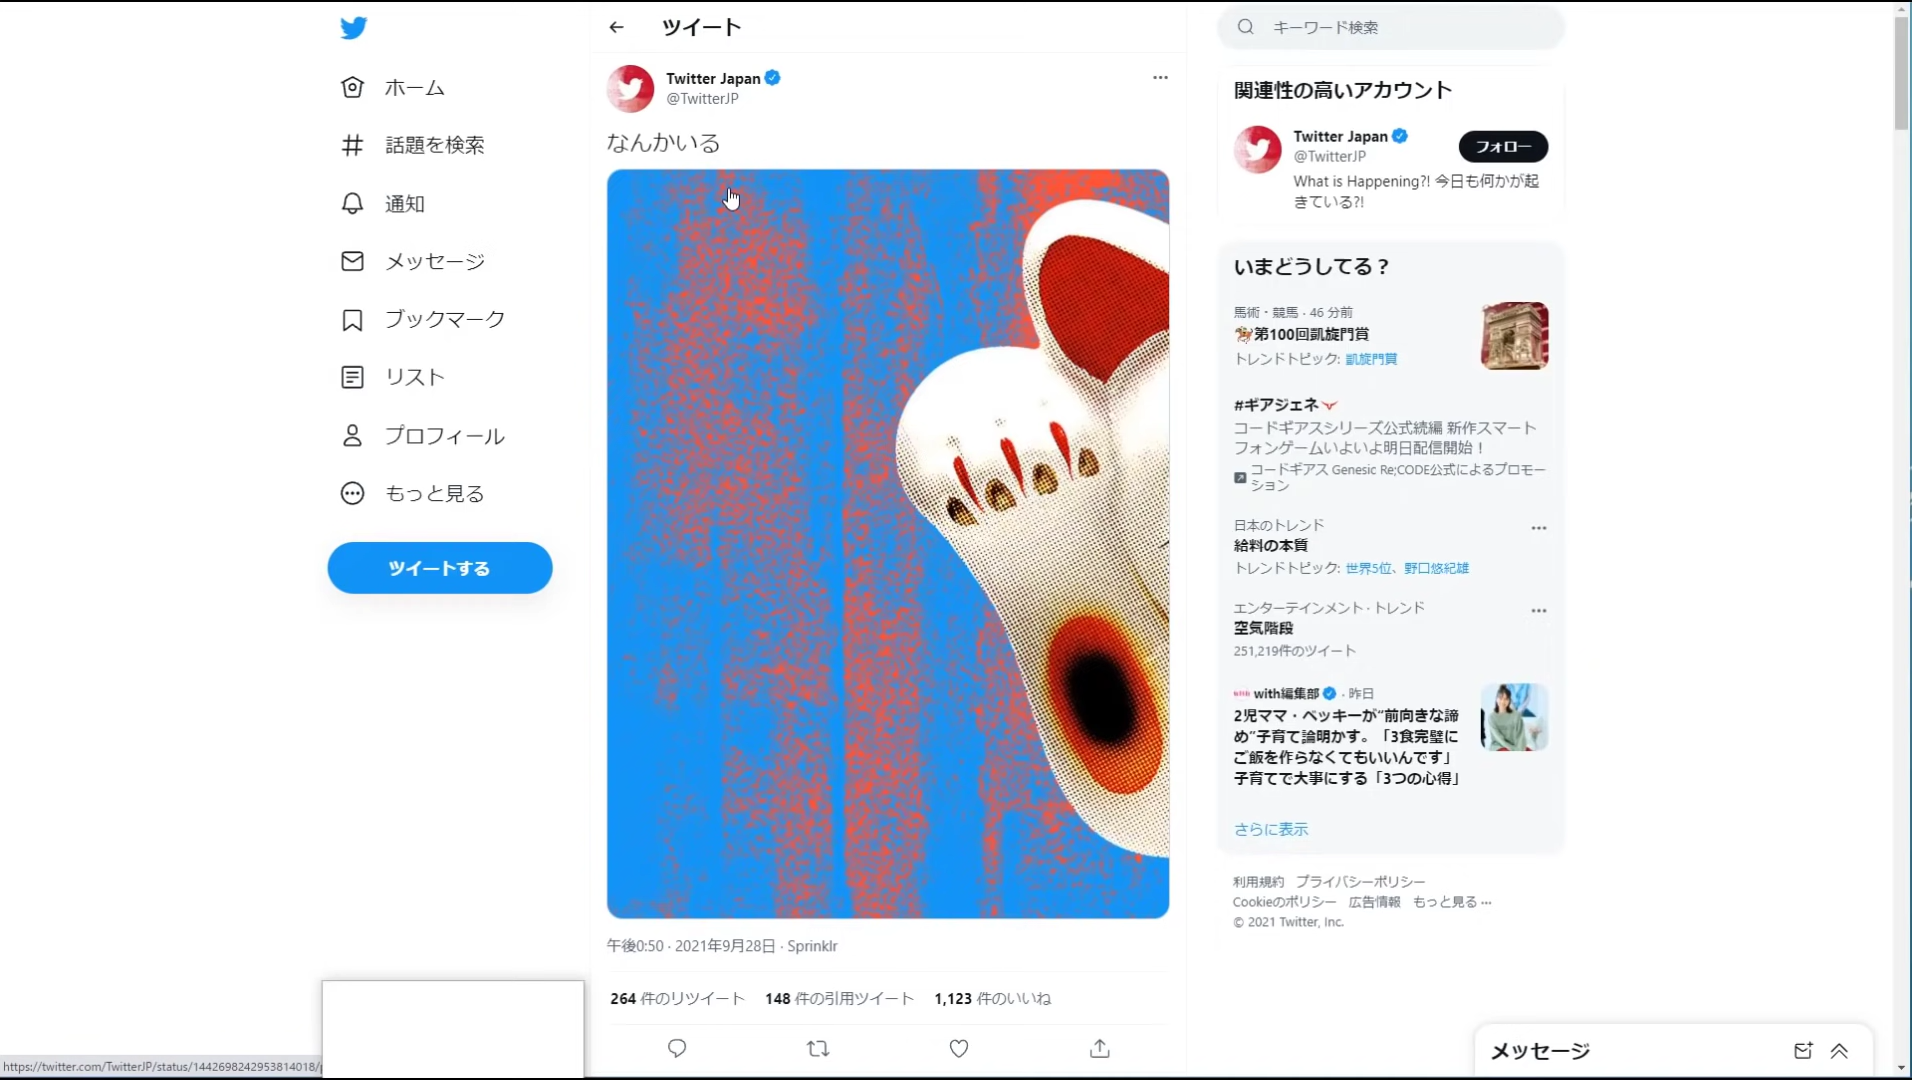 ホーム
話題を検索
通知
メッセージ
ブックマーク
リスト
プロフィール
もっと見る
ツイートする
ツイート
Twitter Japan
@TwitterJP
なんかいる
午後0:50 · 2021年9月28日 · Sprinklr
264 件のリツイート 148 件の引用ツイート 1,123 件のいいね
キーワード検索
関連性の高いアカウント
Twitter Japan
@TwitterJP
フォロー
What is Happening?! 今日も何かが起
きている?!
いまどうしてる？
馬術・競馬 · 46 分前
第100回凱旋門賞
トレンドトピック: 凱旋門賞
#ギアジェネ
コードギアスシリーズ公式続編 新作スマート
フォンゲームいよいよ明日配信開始！
コードギアス Genesic Re;CODE公式によるプロモー
ション
日本のトレンド
給料の本質
トレンドトピック: 世界5位、野口悠紀雄
エンターテインメント · トレンド
空気階段
251,219件のツイート
with編集部 · 昨日
2児ママ・ベッキーが“前向きな諦
め”子育て論明かす。「3食完璧に
ご飯を作らなくてもいいんです」
子育てで大事にする「3つの心得」
さらに表示
利用規約 プライバシーポリシー
Cookieのポリシー 広告情報 もっと見る ···
© 2021 Twitter, Inc.
メッセージ
https://twitter.com/TwitterJP/status/1442698242953814018/